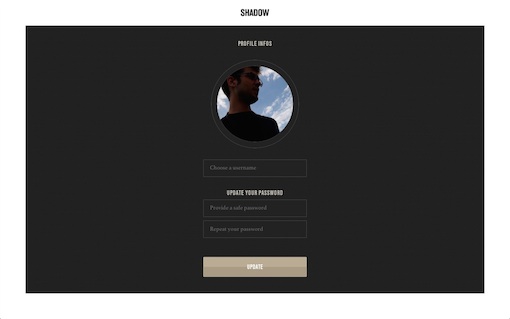 SHADOW
PROFILE INFOS
Choose a username
UPDATE YOUR PASSWORD
Provide a safe password
Repeat your password
UPDATE